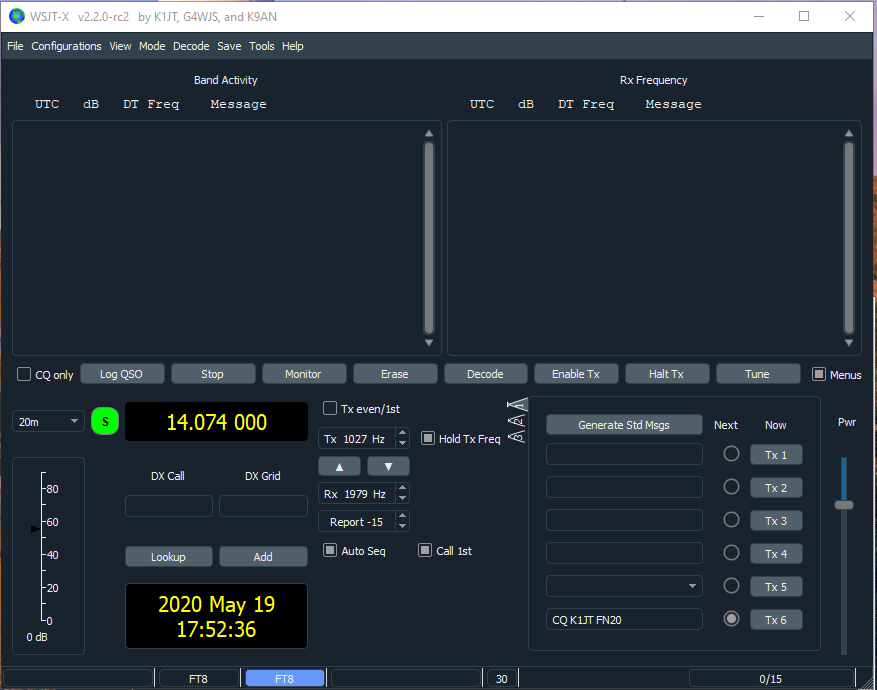 WSJT-X v2.2.0-rc2 by K1JT, G4WJS, and K9AN
File Configurations View Mode Decode Save Tools Help
Band Activity Rx Frequency
UTC dB DT Freq Message UTC dB DT Freq Message
CQ only Log QSO Stop Monitor Erase Decode Enable Tx Halt Tx Tune Menus
20m S 14.074 000
Tx even/1st
Tx 1027 Hz Hold Tx Freq
1
2
3
Generate Std Msgs Next Now Pwr
Tx 1
Tx 2
Tx 3
Tx 4
Tx 5
CQ K1JT FN20 Tx 6
DX Call DX Grid
Rx 1979 Hz
Report -15
Lookup Add
Auto Seq Call 1st
80
60
40
20
0
0 dB
2020 May 19
17:52:36
FT8 FT8 30 0/15